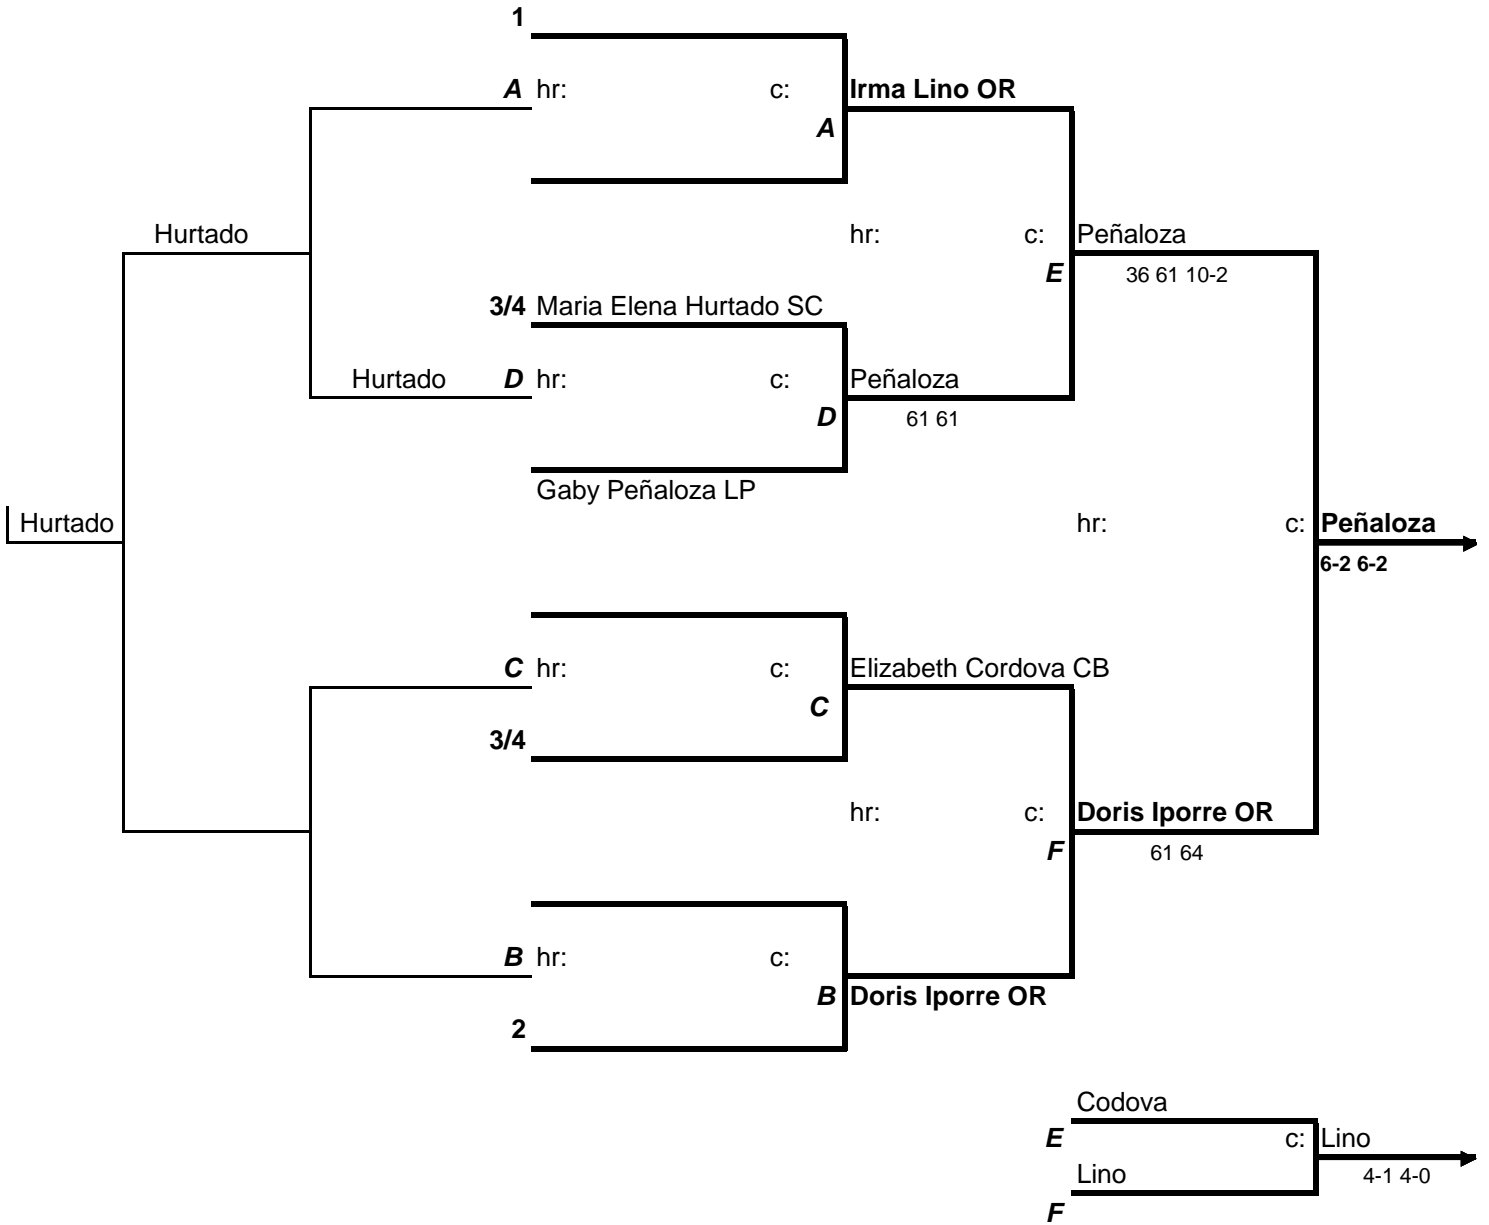 1
A hr: c: Irma Lino OR
A
Hurtado hr: c: Peñaloza
E 36 61 10-2
3/4 Maria Elena Hurtado SC
Hurtado D hr: c: Peñaloza
D 61 61
Gaby Peñaloza LP
Hurtado hr: c: Peñaloza
6-2 6-2
C hr: c: Elizabeth Cordova CB
C
3/4
hr: c: Doris Iporre OR
F 61 64
B hr: c:
B Doris Iporre OR
2
Codova
E c: Lino
Lino 4-1 4-0
F